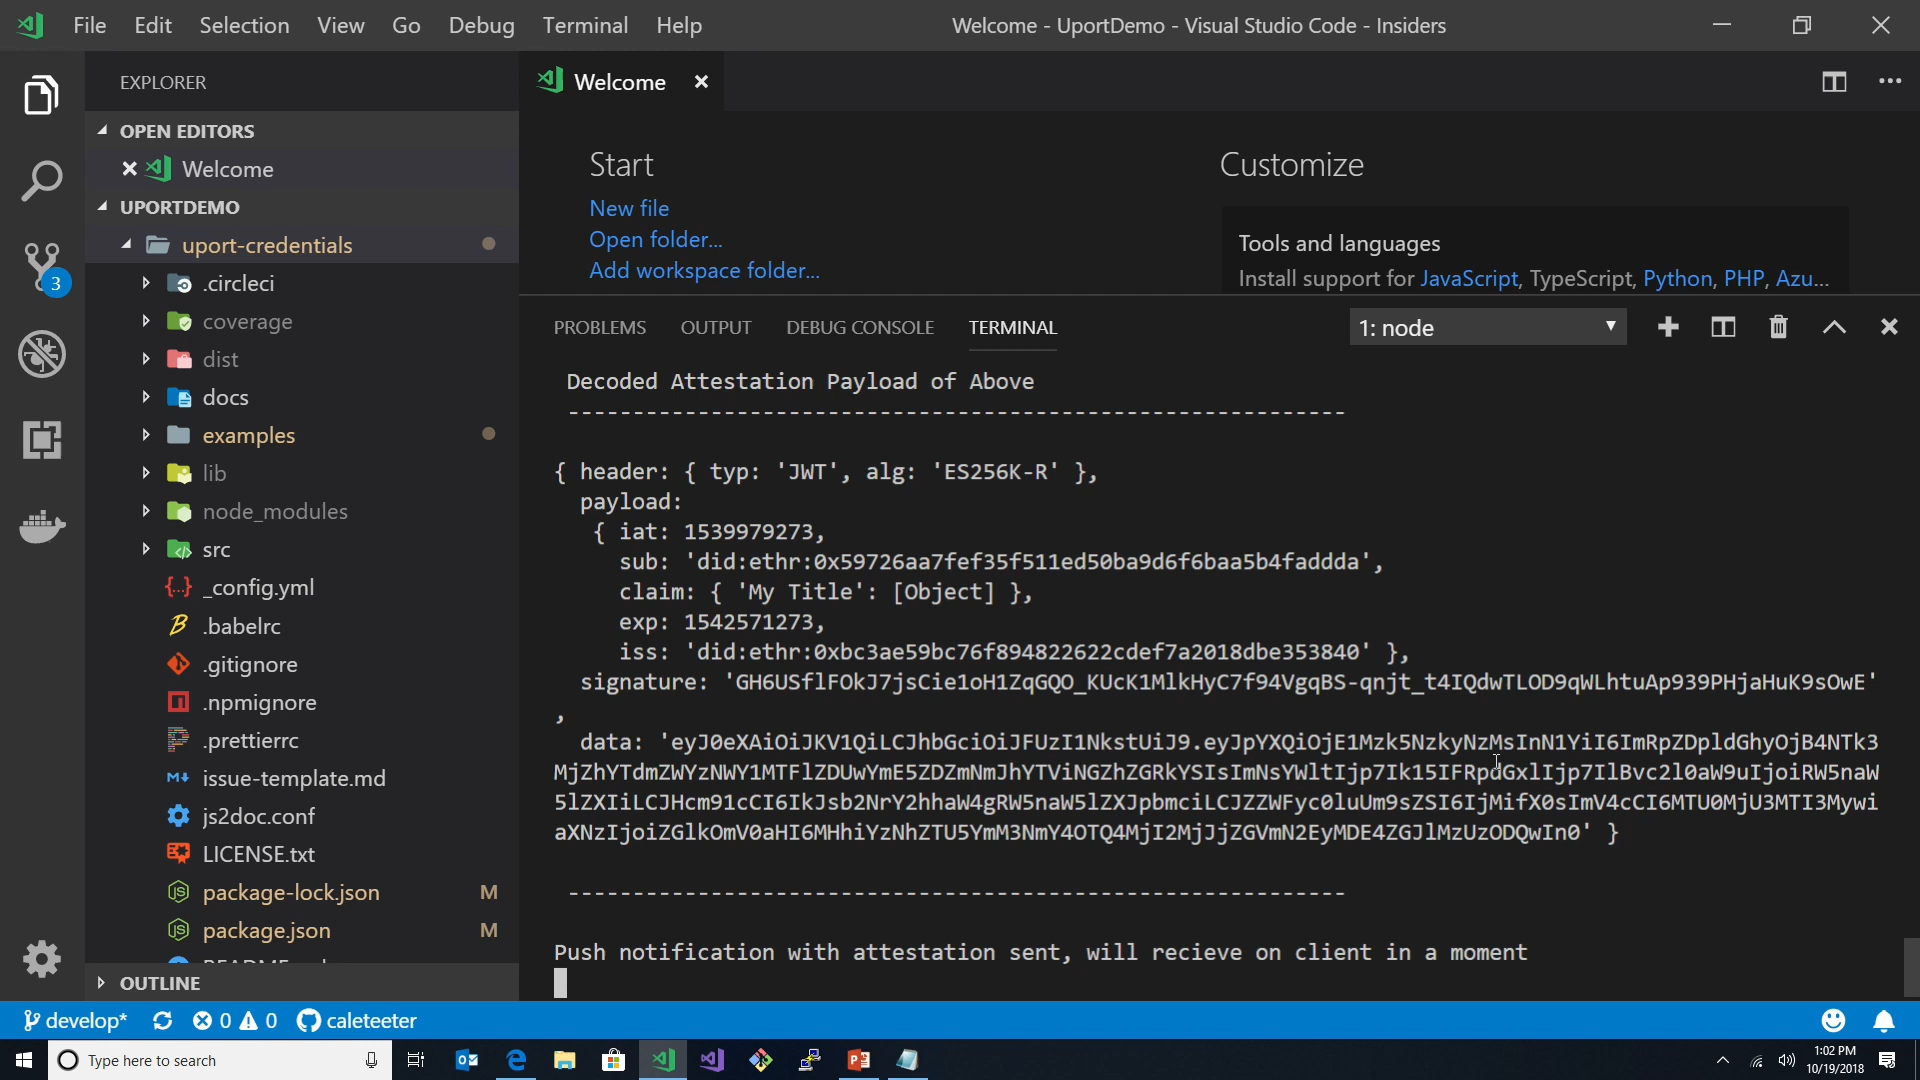 File Edit Selection View Go Debug Terminal Help Welcome - UportDemo - Visual Studio Code - Insiders
EXPLORER
OPEN EDITORS
Welcome
UPORTDEMO
uport-credentials
.circleci
coverage
dist
docs
examples
lib
node_modules
src
_config.yml
.babelrc
.gitignore
.npmignore
.prettierrc
issue-template.md
js2doc.conf
LICENSE.txt
package-lock.json M
package.json M
OUTLINE
3
Welcome
Start
New file
Open folder...
Add workspace folder...
Customize
Tools and languages
Install support for JavaScript, TypeScript, Python, PHP, Azu...
PROBLEMS OUTPUT DEBUG CONSOLE TERMINAL 1: node
Decoded Attestation Payload of Above
------------------------------------------------------------
{ header: { typ: 'JWT', alg: 'ES256K-R' },
payload:
{ iat: 1539979273,
sub: 'did:ethr:0x59726aa7fef35f511ed50ba9d6f6baa5b4faddda',
claim: { 'My Title': [Object] },
exp: 1542571273,
iss: 'did:ethr:0xbc3ae59bc76f894822622cdef7a2018dbe353840' },
signature: 'GH6USflFOkJ7jsCie1oH1ZqGQO_KUcK1MlkHyC7f94VgqBS-qnjt_t4IQdwTLOD9qWLhtuAp939PHjaHuK9sOwE'
,
data: 'eyJ0eXAiOiJKV1QiLCJhbGciOiJFUzI1NkstUiJ9.eyJpYXQiOjE1Mzk5NzkyNzMsInN1YiI6ImRpZDpldGhyOjB4NTk3
MjZhYTdmZWYzNWY1MTFlZDUwYmE5ZDZmNmJhYTViNGZhZGRkYSIsImNsYWltIjp7Ik15IFRpdGxlIjp7IlBvc2l0aW9uIjoiRW5naW
5lZXIiLCJHcm91cCI6IkJsb2NrY2hhaW4gRW5naW5lZXJpbmciLCJZZWFyc0luUm9sZSI6IjMifX0sImV4cCI6MTU0MjU3MTI3Mywi
aXNzIjoiZGlkOmV0aHI6MHhiYzNhZTU5YmM3NmY4OTQ4MjI2MjJjZGVmN2EyMDE4ZGJlMzUzODQwIn0' }
------------------------------------------------------------
Push notification with attestation sent, will recieve on client in a moment
develop* 0 0 caleteeter
Type here to search
1:02 PM
10/19/2018